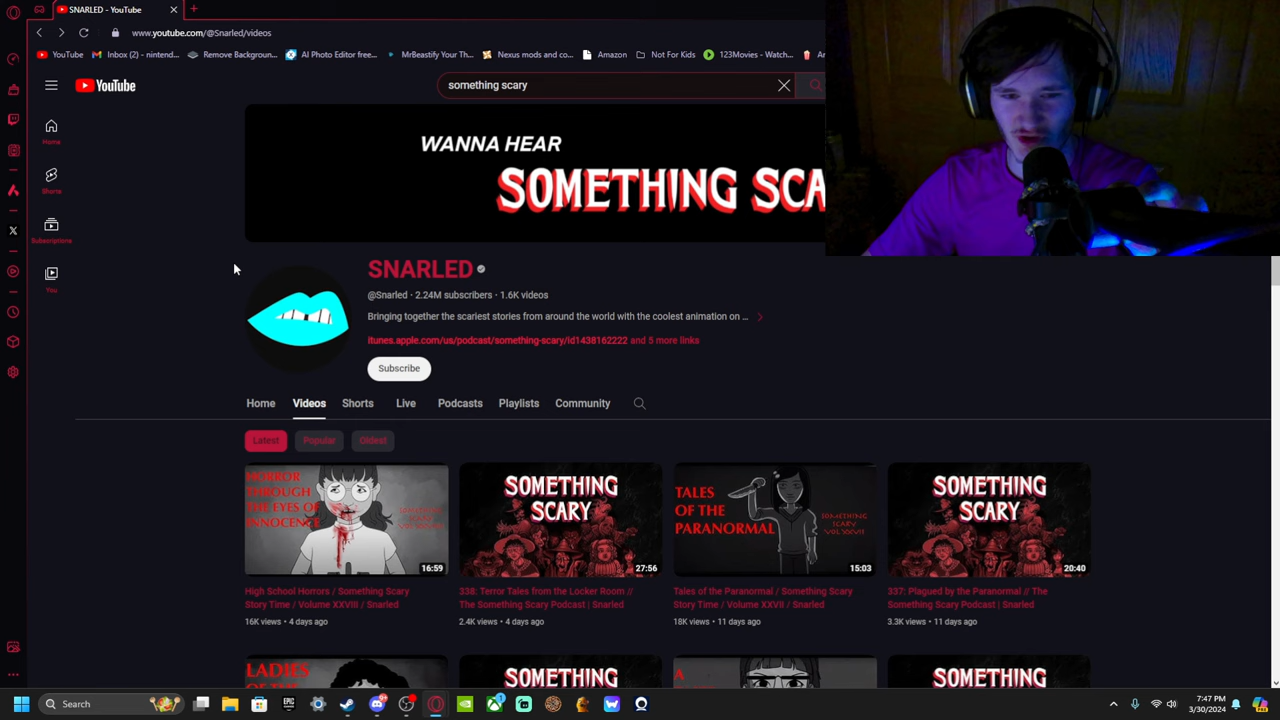 SNARLED - YouTube
www.youtube.com/@Snarled/videos
YouTube
Inbox (2) - nintend...
Remove Backgroun...
AI Photo Editor free...
MrBeastify Your Th...
Nexus mods and co...
Amazon
Not For Kids
123Movies - Watch...
YouTube
something scary
Home
Shorts
Subscriptions
You
WANNA HEAR
SOMETHING SCA
SNARLED
@Snarled · 2.24M subscribers · 1.6K videos
Bringing together the scariest stories from around the world with the coolest animation on ...
itunes.apple.com/us/podcast/something-scary/id1438162222 and 5 more links
Subscribe
Home
Videos
Shorts
Live
Podcasts
Playlists
Community
Latest
Popular
Oldest
HORROR
THROUGH
THE EYES OF
INNOCENCE
SOMETHING
SCARY
VOL XXVIII
16:59
SOMETHING
SCARY
27:56
TALES
OF THE
PARANORMAL
SOMETHING
SCARY
VOL XXVII
15:03
SOMETHING
SCARY
20:40
High School Horrors / Something Scary
Story Time / Volume XXVIII / Snarled
16K views · 4 days ago
338: Terror Tales from the Locker Room //
The Something Scary Podcast | Snarled
2.4K views · 4 days ago
Tales of the Paranormal / Something Scary
Story Time / Volume XXVII / Snarled
18K views · 11 days ago
337: Plagued by the Paranormal // The
Something Scary Podcast | Snarled
3.3K views · 11 days ago
LADIES
SOMETHING
A
SOMETHING
Search
7:47 PM
3/30/2024